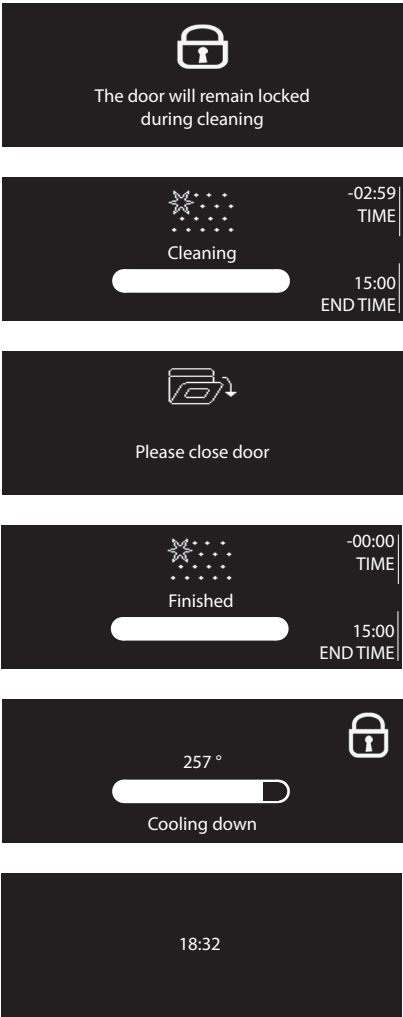 The door will remain locked
during cleaning
-02:59
TIME
Cleaning
15:00
END TIME
Please close door
-00:00
TIME
Finished
15:00
END TIME
257 °
Cooling down
18:32